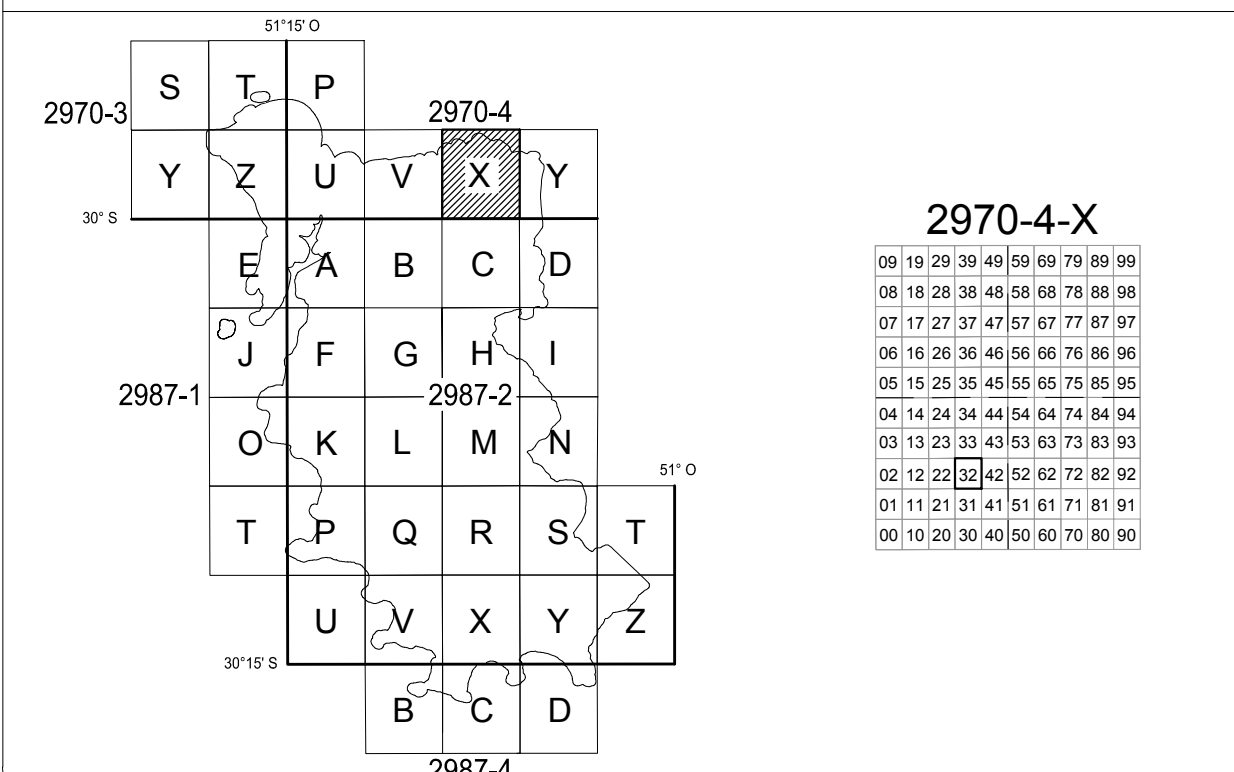 51°15' O
S T P
2970-3 2970-4
Y Z U V X Y
30° S
E A B C D
J F G H I
2987-1 2987-2
O K L M N
51° O
T P Q R S T
U V X Y Z
30°15' S
B C D
2987-4
2970-4-X
09 19 29 39 49 59 69 79 89 99
08 18 28 38 48 58 68 78 88 98
07 17 27 37 47 57 67 77 87 97
06 16 26 36 46 56 66 76 86 96
05 15 25 35 45 55 65 75 85 95
04 14 24 34 44 54 64 74 84 94
03 13 23 33 43 53 63 73 83 93
02 12 22 32 42 52 62 72 82 92
01 11 21 31 41 51 61 71 81 91
00 10 20 30 40 50 60 70 80 90